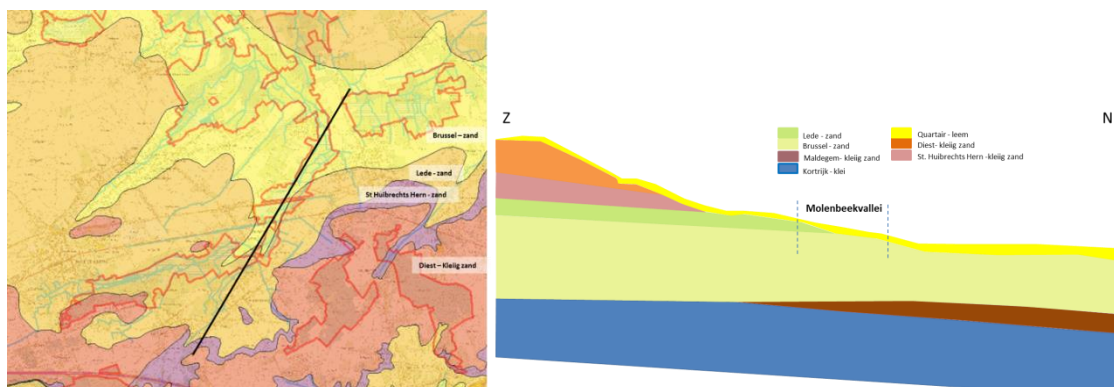 Brussel – zand
Lede - zand
St Huibrechts Hern - zand
Diest – Kleiig zand
Z
N
Lede - zand
Brussel - zand
Maldegem - kleiig zand
Kortrijk - klei
Quartair - leem
Diest- kleiig zand
St. Huibrechts Hern -kleiig zand
Molenbeekvallei